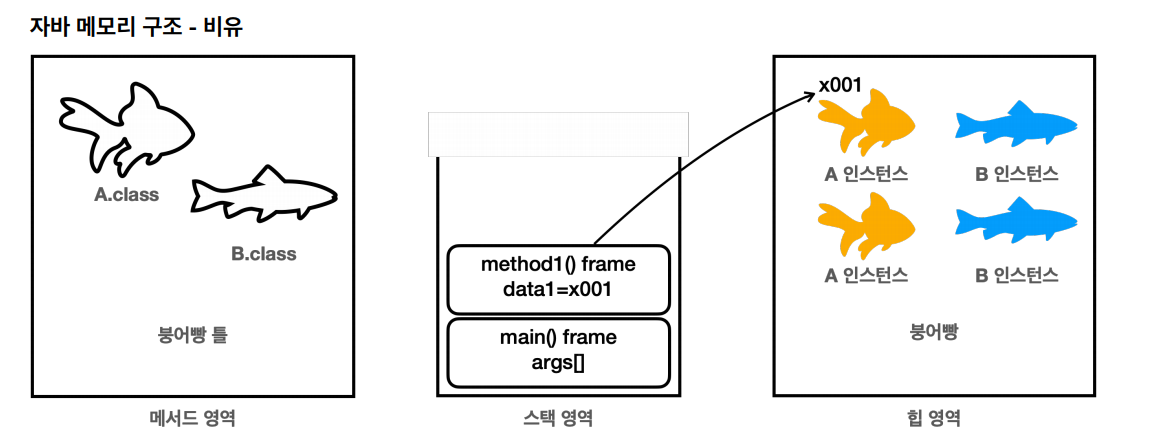 자바 메모리 구조 - 비유
A.class
B.class
붕어빵 틀
메서드 영역
method1() frame
data1=x001
main() frame
args[]
스택 영역
x001
A 인스턴스
B 인스턴스
A 인스턴스
B 인스턴스
붕어빵
힙 영역